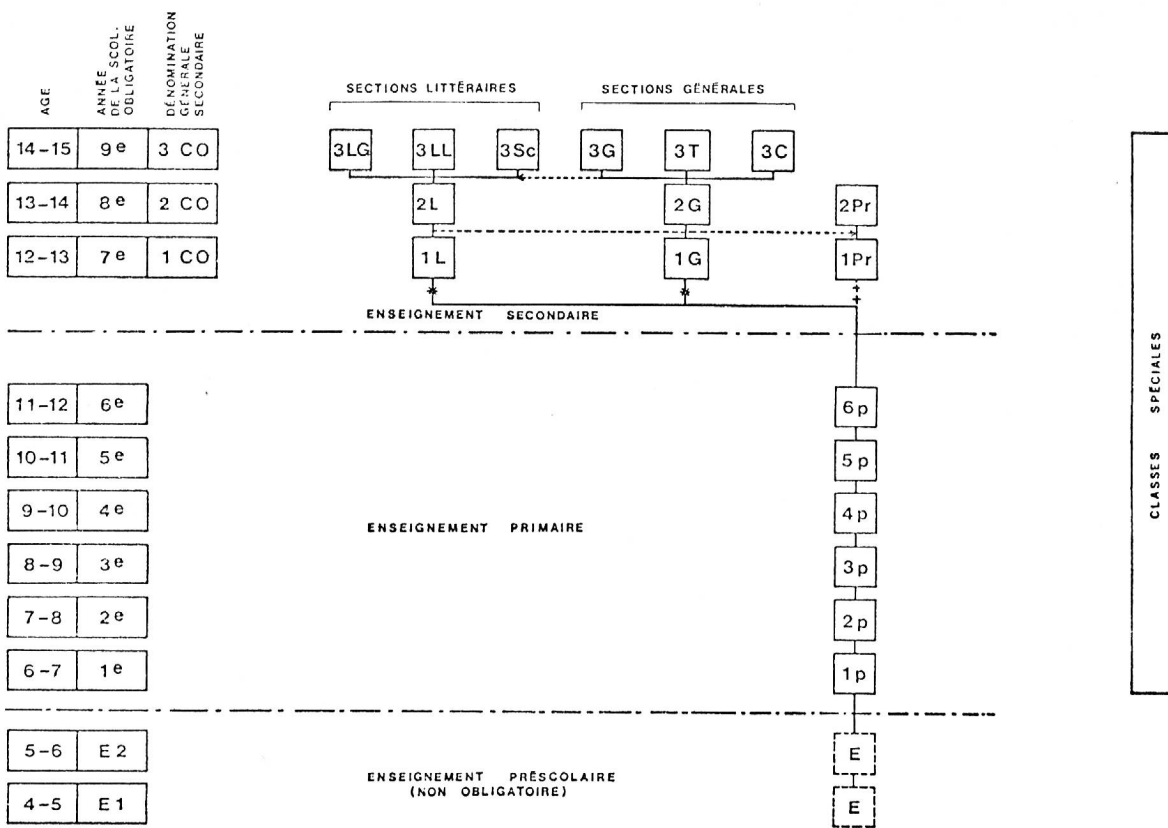 AGE
ANNÉE
DE LA SCOL.
OBLIGATOIRE
DÉNOMINATION
GÉNÉRALE
SECONDAIRE
SECTIONS LITTÉRAIRES
SECTIONS GÉNÉRALES
14-15 9e 3 CO 3LG 3LL 3Sc 3G 3T 3C
13-14 8e 2 CO 2L 2G 2Pr
12-13 7e 1 CO 1L 1G 1Pr
ENSEIGNEMENT SECONDAIRE
11-12 6e 6p
10-11 5e 5p
9-10 4e 4p
ENSEIGNEMENT PRIMAIRE
8-9 3e 3p
7-8 2e 2p
6-7 1e 1p
5-6 E2 E
ENSEIGNEMENT PRÉSCOLAIRE
(NON OBLIGATOIRE)
4-5 E1 E
CLASSES SPÉCIALES